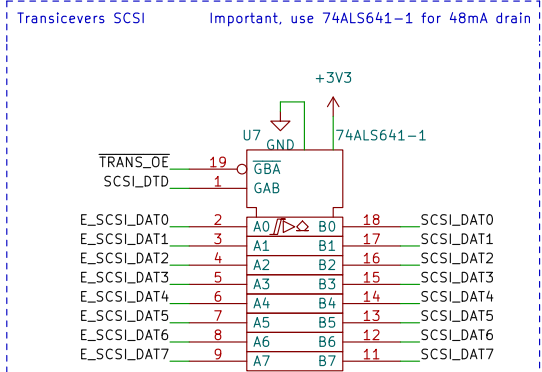 Transicevers SCSI Important, use 74ALS641-1 for 48mA drain
+3V3
U7 74ALS641-1
GND
TRANS_OE 19 GBA
SCSI_DTD 1 GAB
E_SCSI_DAT0 2 A0 B0 18 SCSI_DAT0
E_SCSI_DAT1 3 A1 B1 17 SCSI_DAT1
E_SCSI_DAT2 4 A2 B2 16 SCSI_DAT2
E_SCSI_DAT3 5 A3 B3 15 SCSI_DAT3
E_SCSI_DAT4 6 A4 B4 14 SCSI_DAT4
E_SCSI_DAT5 7 A5 B5 13 SCSI_DAT5
E_SCSI_DAT6 8 A6 B6 12 SCSI_DAT6
E_SCSI_DAT7 9 A7 B7 11 SCSI_DAT7